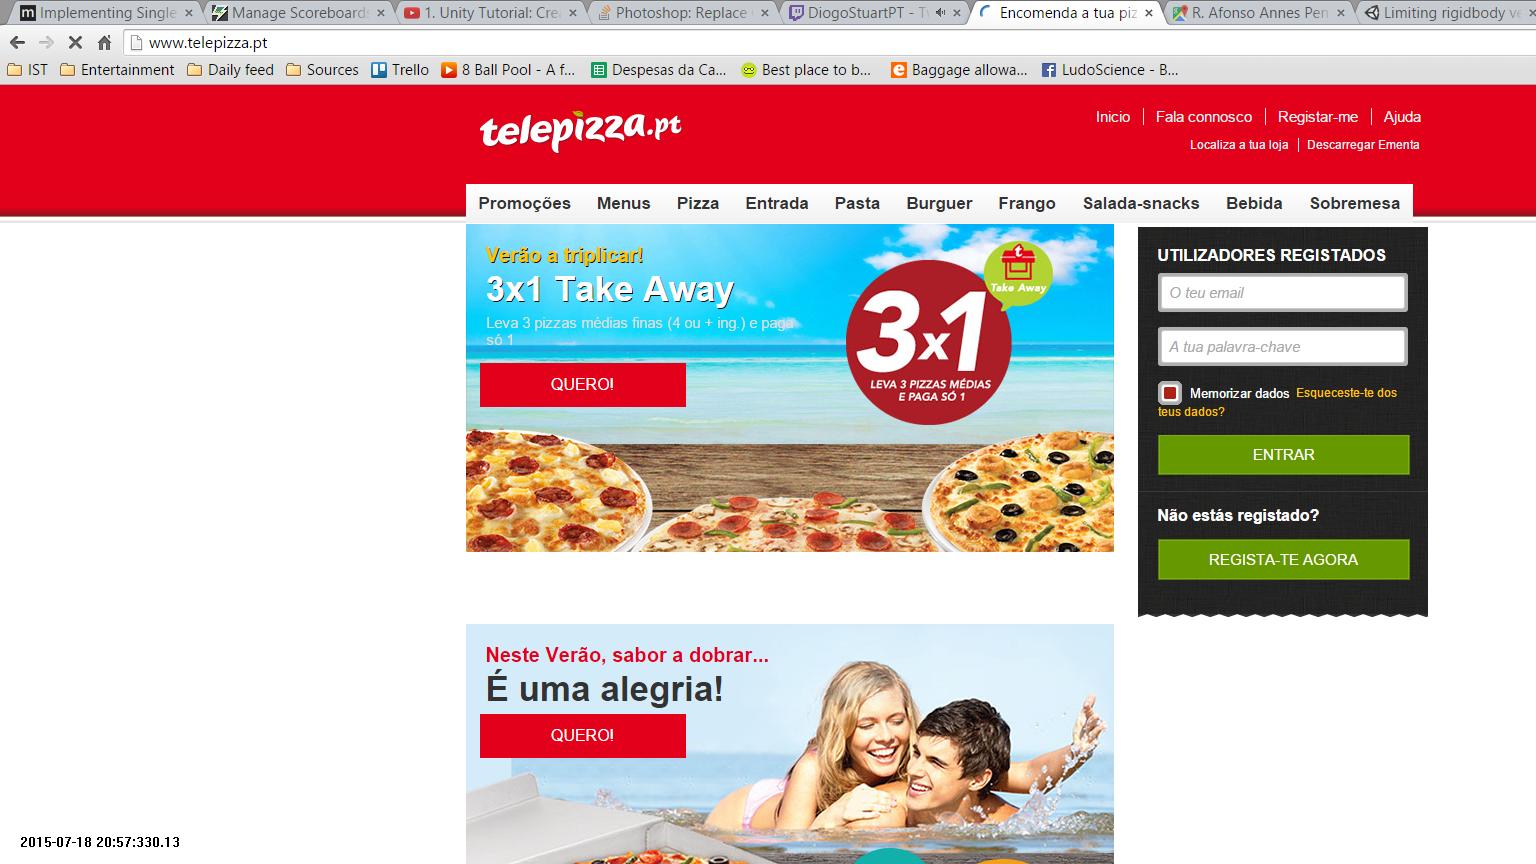 Implementing Single
Manage Scoreboards
1. Unity Tutorial: Cre
Photoshop: Replace
DiogoStuartPT - Tw
Encomenda a tua piz
R. Afonso Annes Pen
Limiting rigidbody ve
www.telepizza.pt
IST
Entertainment
Daily feed
Sources
Trello
8 Ball Pool - A f...
Despesas da Ca...
Best place to b...
Baggage allowa...
LudoScience - B...
telepizza.pt
Inicio
Fala connosco
Registar-me
Ajuda
Localiza a tua loja
Descarregar Ementa
Promoções
Menus
Pizza
Entrada
Pasta
Burguer
Frango
Salada-snacks
Bebida
Sobremesa
Verão a triplicar!
3x1 Take Away
Leva 3 pizzas médias finas (4 ou + ing.) e paga
só 1
QUERO!
Take Away
3x1
LEVA 3 PIZZAS MÉDIAS
E PAGA SÓ 1
UTILIZADORES REGISTADOS
O teu email
A tua palavra-chave
Memorizar dados Esqueceste-te dos
teus dados?
ENTRAR
Não estás registado?
REGISTA-TE AGORA
Neste Verão, sabor a dobrar...
É uma alegria!
QUERO!
2015-07-18 20:57:330.13